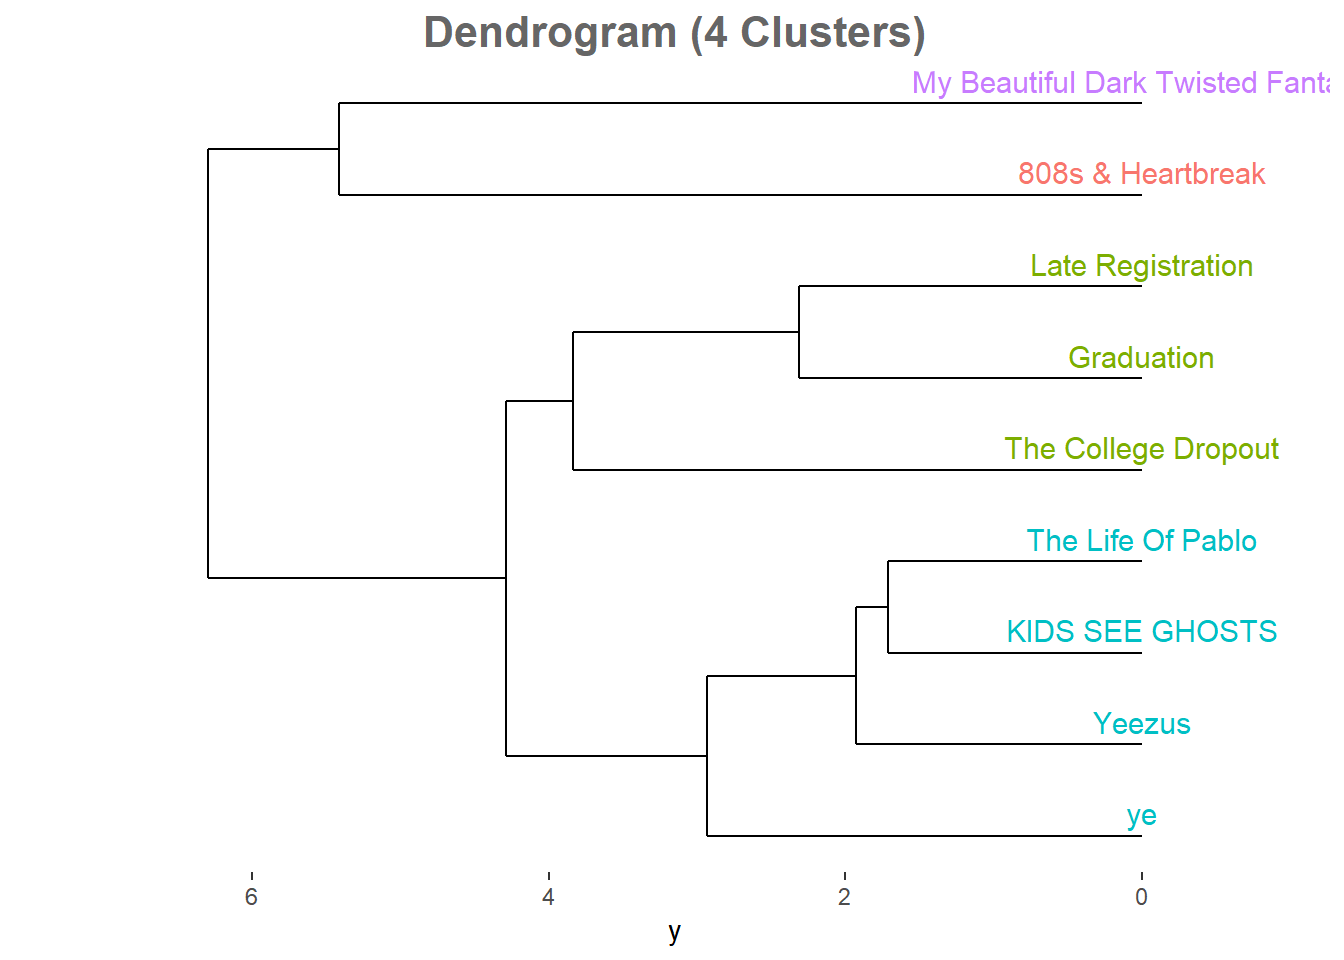 Dendrogram (4 Clusters)
My Beautiful Dark Twisted Fanta
808s & Heartbreak
Late Registration
Graduation
The College Dropout
The Life Of Pablo
KIDS SEE GHOSTS
Yeezus
ye
6 4 2 0
y